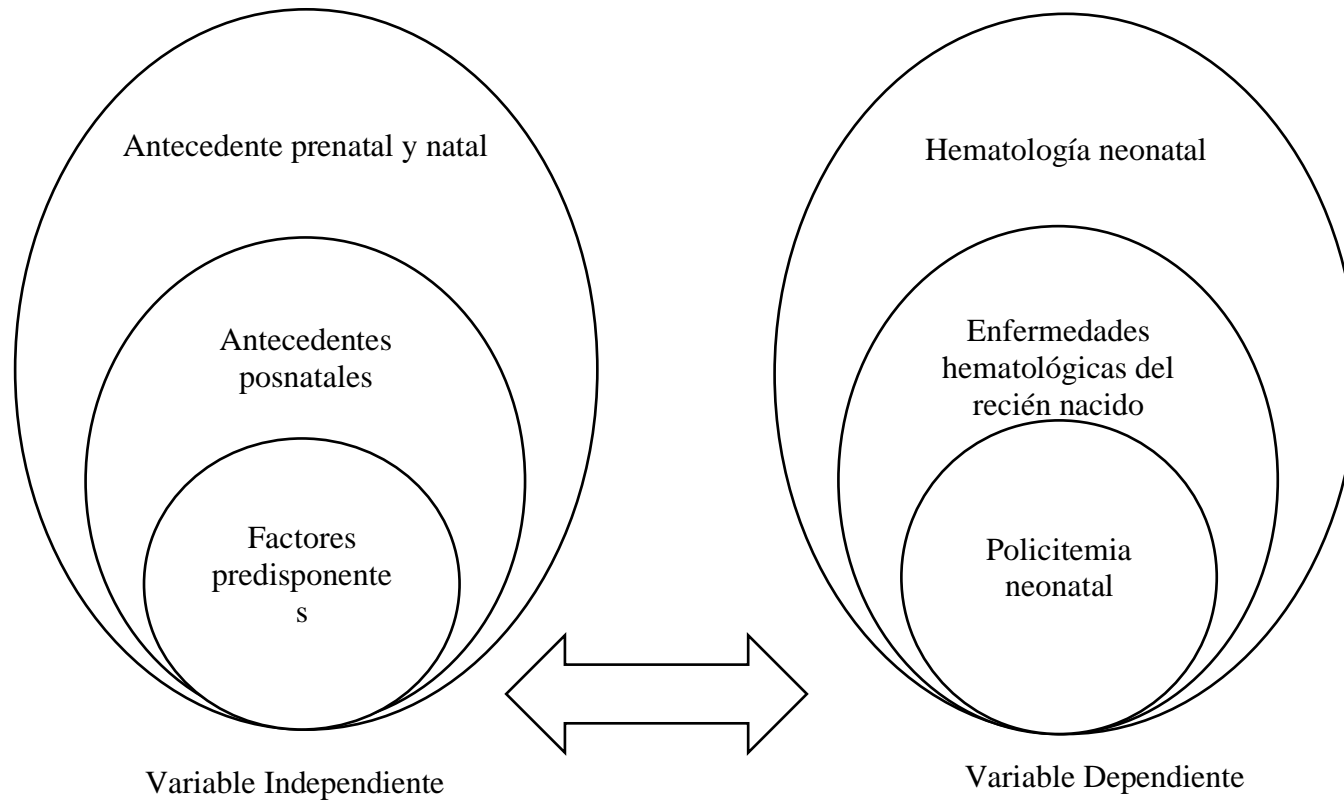 Antecedente prenatal y natal
Antecedentes
posnatales
Factores
predisponente
s
Variable Independiente
Hematología neonatal
Enfermedades
hematológicas del
recién nacido
Policitemia
neonatal
Variable Dependiente